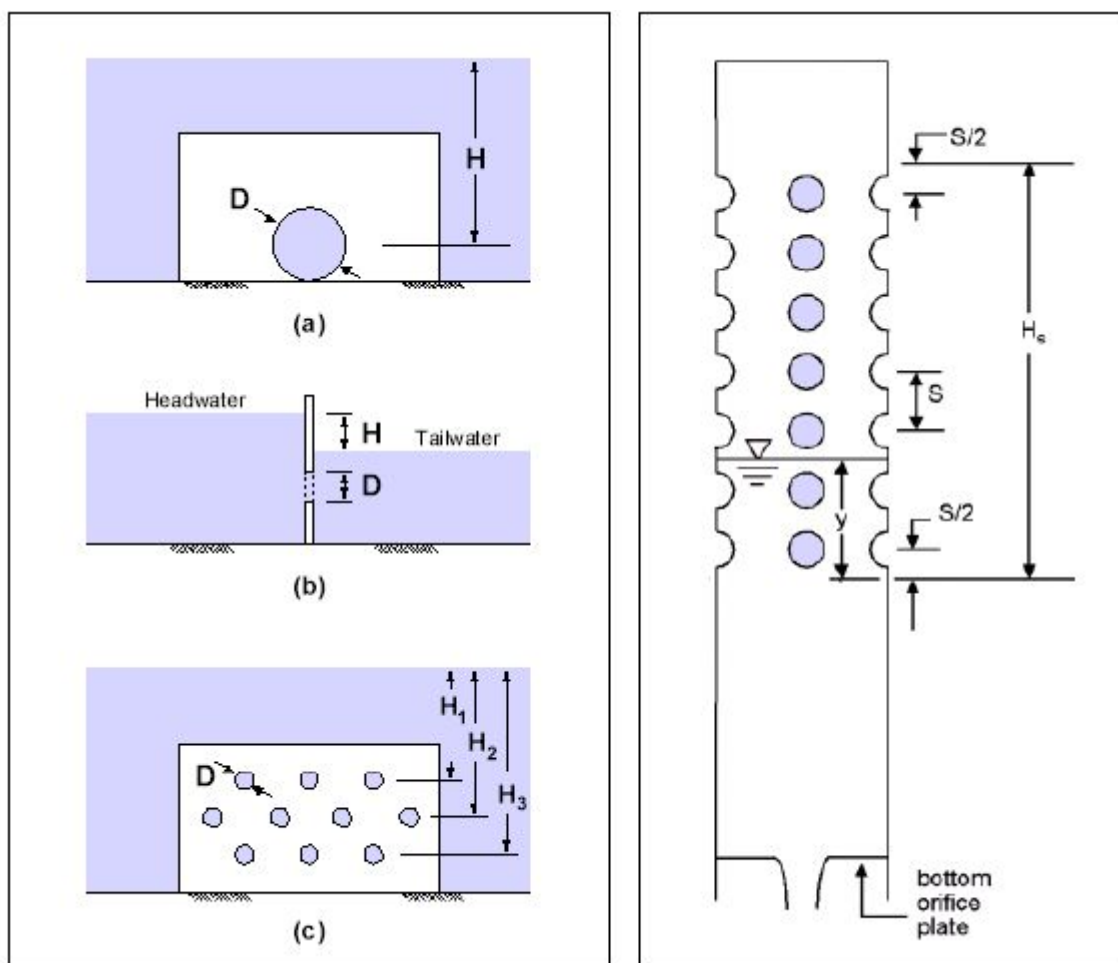 H
D
(a)
Headwater
H
Tailwater
D
(b)
H1
H2
D
H3
(c)
S/2
Hs
S
y
S/2
bottom
orifice
plate